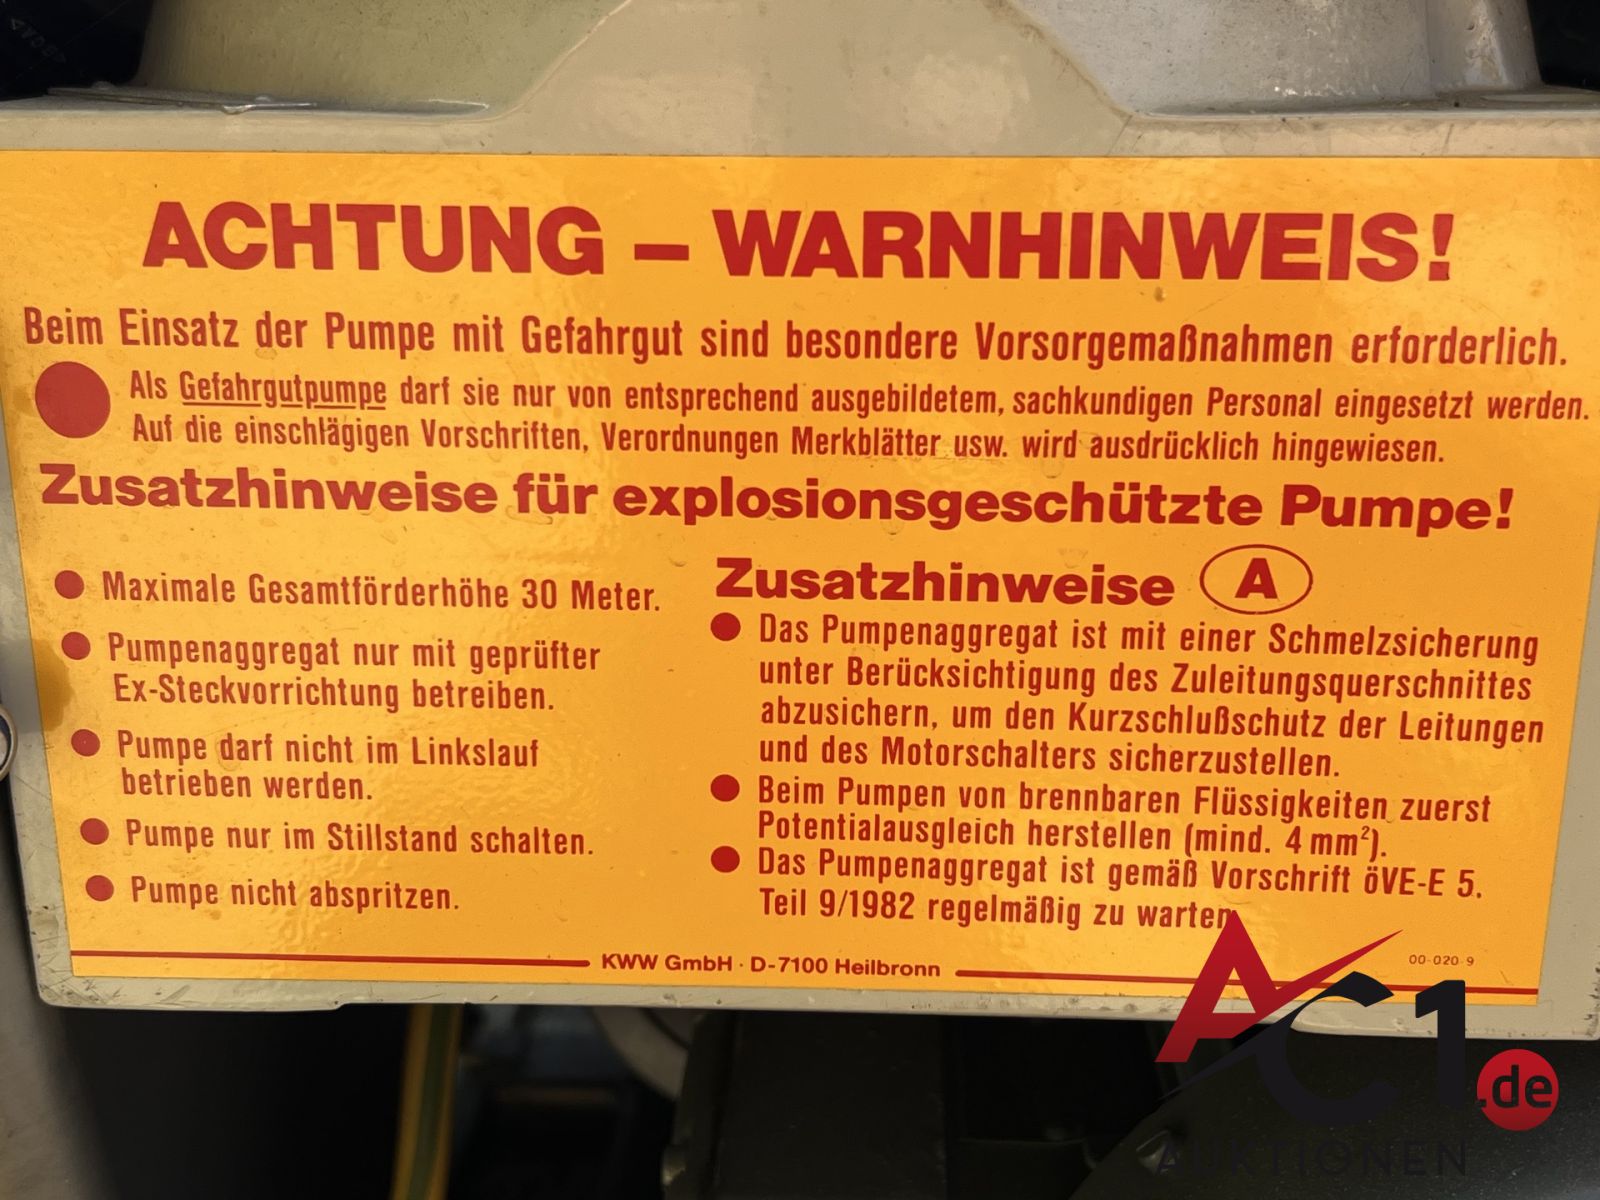 ACHTUNG – WARNHINWEIS!
Beim Einsatz der Pumpe mit Gefahrgut sind besondere Vorsorgemaßnahmen erforderlich.
Als Gefahrgutpumpe darf sie nur von entsprechend ausgebildetem, sachkundigen Personal eingesetzt werden.
Auf die einschlägigen Vorschriften, Verordnungen Merkblätter usw. wird ausdrücklich hingewiesen.
Zusatzhinweise für explosionsgeschützte Pumpe!
● Maximale Gesamtförderhöhe 30 Meter.
● Pumpenaggregat nur mit geprüfter
Ex-Steckvorrichtung betreiben.
● Pumpe darf nicht im Linkslauf
betrieben werden.
● Pumpe nur im Stillstand schalten.
● Pumpe nicht abspritzen.
Zusatzhinweise A
● Das Pumpenaggregat ist mit einer Schmelzsicherung
unter Berücksichtigung des Zuleitungsquerschnittes
abzusichern, um den Kurzschlußschutz der Leitungen
und des Motorschalters sicherzustellen.
● Beim Pumpen von brennbaren Flüssigkeiten zuerst
Potentialausgleich herstellen (mind. 4 mm²).
● Das Pumpenaggregat ist gemäß Vorschrift öVE-E 5.
Teil 9/1982 regelmäßig zu warten
KWW GmbH · D-7100 Heilbronn
00-020-9
AC1.de
AUKTIONEN